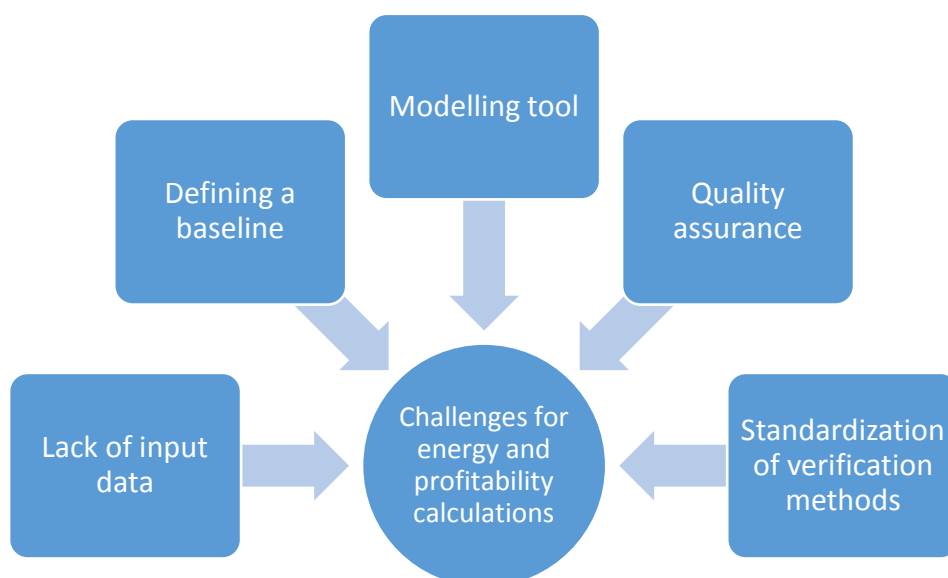 Modelling tool
Defining a
baseline
Quality
assurance
Lack of input
data
Challenges for
energy and
profitability
calculations
Standardization
of verification
methods